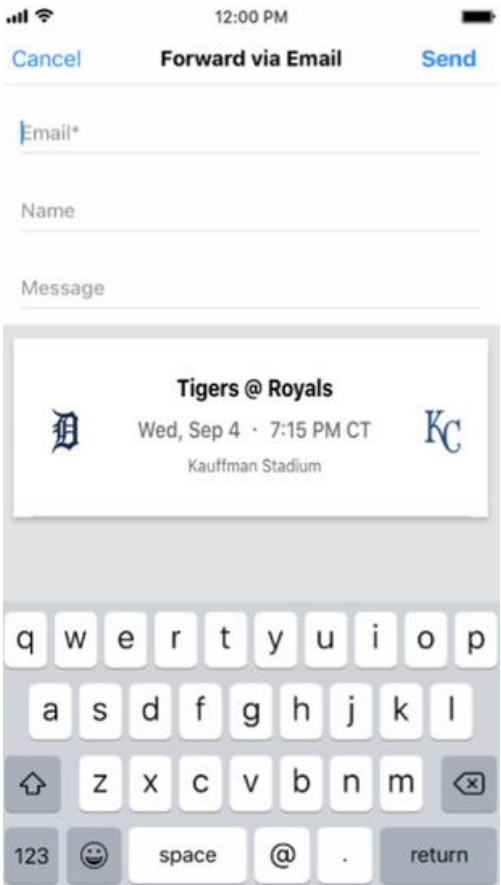 12:00 PM
Cancel Forward via Email Send
Email*
Name
Message
Tigers @ Royals
Wed, Sep 4 · 7:15 PM CT
Kauffman Stadium
D KC
q w e r t y u i o p
a s d f g h j k l
z x c v b n m
123 space @ . return